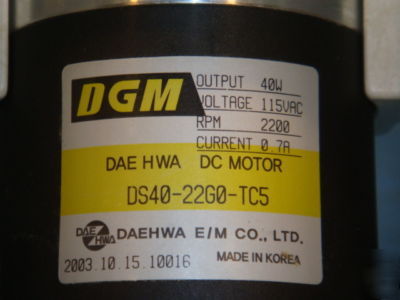 DGM
OUTPUT 40W
VOLTAGE 115VAC
RPM 2200
CURRENT 0.7A
DAE HWA DC MOTOR
DS40-22G0-TC5
DAE HWA
DAEHWA E/M CO., LTD.
2003.10.15.10016
MADE IN KOREA